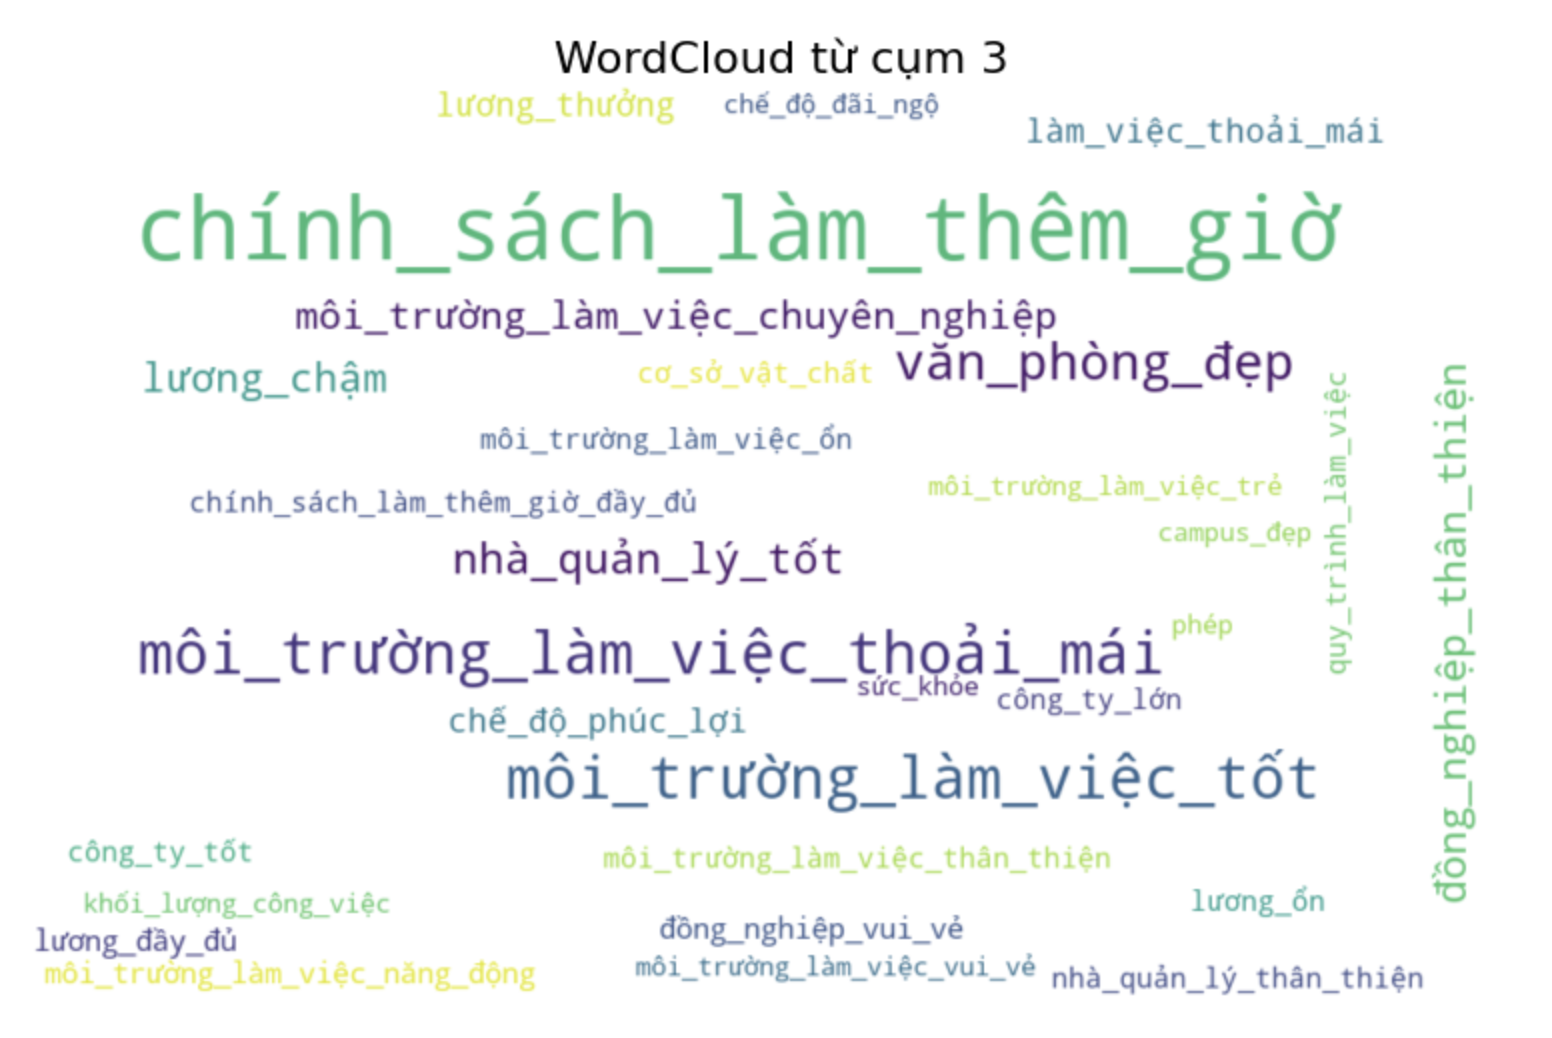 WordCloud từ cụm 3
lương_thưởng
chế_độ_đãi_ngộ
làm_việc_thoải_mái
chính_sách_làm_thêm_giờ
môi_trường_làm_việc_chuyên_nghiệp
văn_phòng_đẹp
lương_chậm
cơ_sở_vật_chất
quy_trình_làm_việc
đồng_nghiệp_thân_thiện
môi_trường_làm_việc_ổn
môi_trường_làm_việc_trẻ
chính_sách_làm_thêm_giờ_đầy_đủ
campus_đẹp
nhà_quản_lý_tốt
phép
môi_trường_làm_việc_thoải_mái
sức_khỏe
công_ty_lớn
chế_độ_phúc_lợi
môi_trường_làm_việc_tốt
công_ty_tốt
môi_trường_làm_việc_thân_thiện
khối_lượng_công_việc
lương_ổn
đồng_nghiệp_vui_vẻ
lương_đầy_đủ
môi_trường_làm_việc_năng_động
môi_trường_làm_việc_vui_vẻ
nhà_quản_lý_thân_thiện